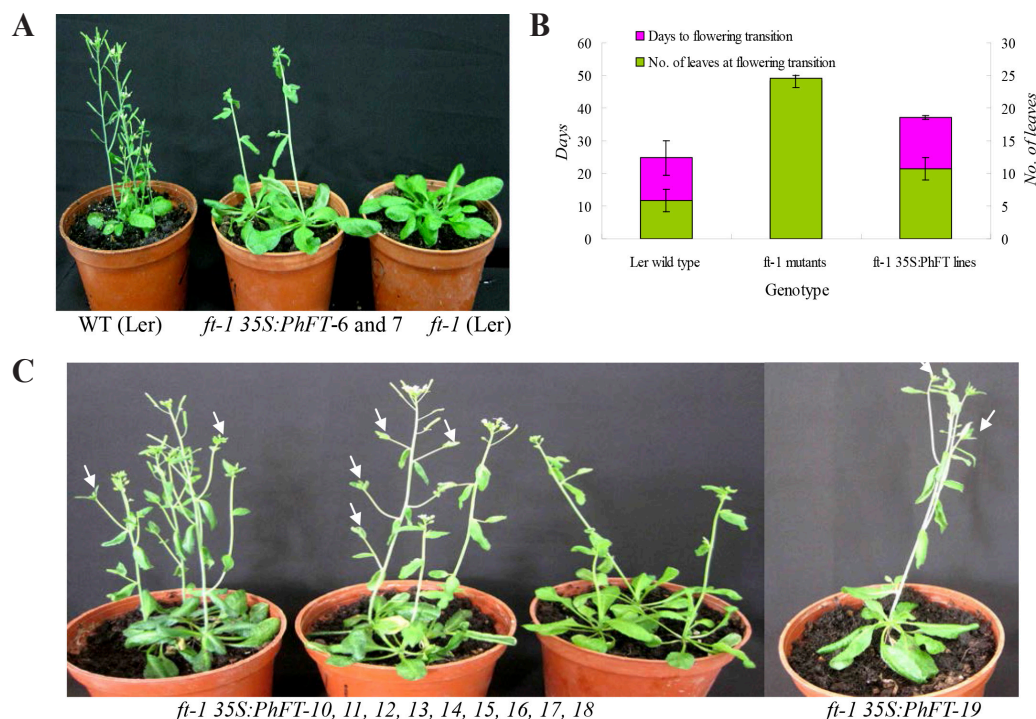 A
WT (Ler)
ft-1 35S:PhFT-6 and 7
ft-1 (Ler)
B
Days to flowering transition
No. of leaves at flowering transition
60
50
40
30
20
10
0
Days
30
25
20
15
10
5
0
No. of leaves
Ler wild type
ft-1 mutants
ft-1 35S:PhFT lines
Genotype
C
ft-1 35S:PhFT-10, 11, 12, 13, 14, 15, 16, 17, 18
ft-1 35S:PhFT-19